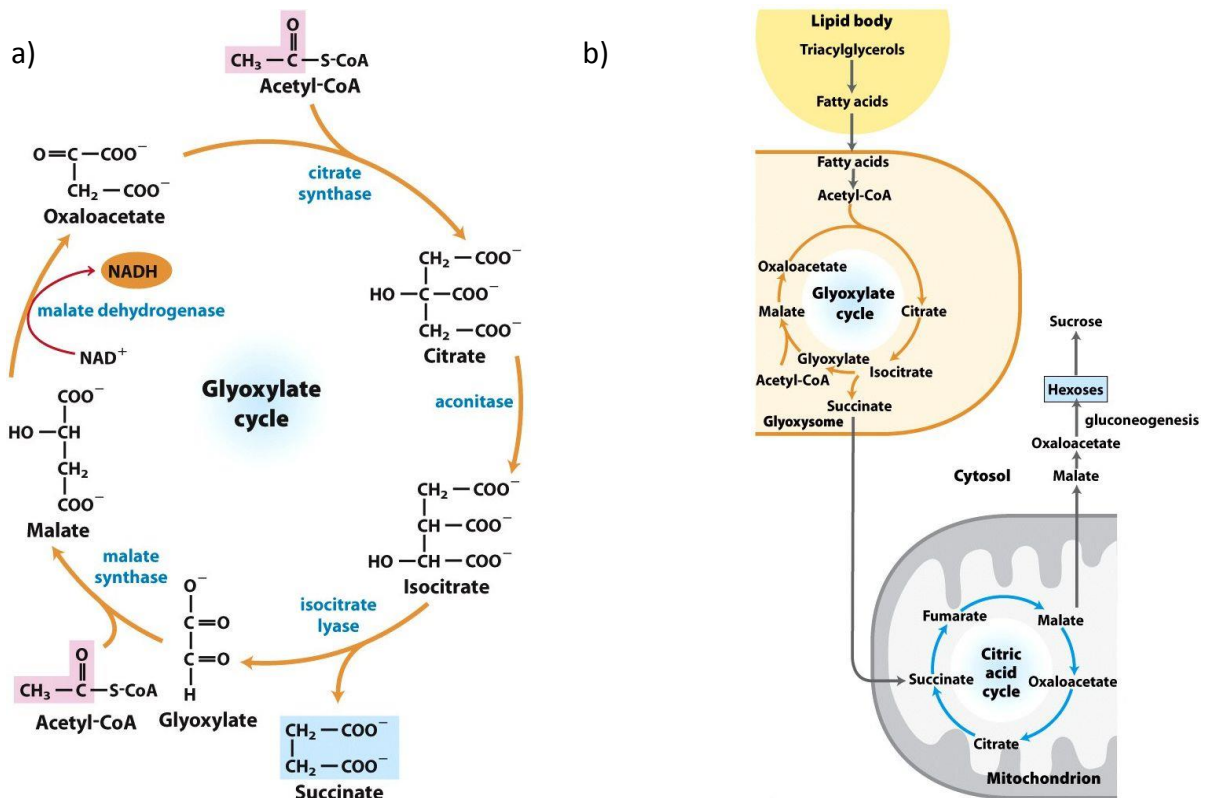 a)
O
CH₃ — C — S-CoA
Acetyl-CoA
citrate
synthase
O=C — COO⁻
CH₂ — COO⁻
Oxaloacetate
NADH
malate dehydrogenase
NAD⁺
CH₂ — COO⁻
HO — C — COO⁻
CH₂ — COO⁻
Citrate
Glyoxylate
cycle
aconitase
COO⁻
HO — CH
CH₂
COO⁻
Malate
CH₂ — COO⁻
CH — COO⁻
HO — CH — COO⁻
Isocitrate
malate
synthase
isocitrate
lyase
O⁻
C = O
C = O
H
Glyoxylate
O
CH₃ — C — S-CoA
Acetyl-CoA
CH₂ — COO⁻
CH₂ — COO⁻
Succinate
b)
Lipid body
Triacylglycerols
Fatty acids
Fatty acids
Acetyl-CoA
Oxaloacetate
Glyoxylate
cycle
Malate
Citrate
Glyoxylate
Isocitrate
Acetyl-CoA
Succinate
Glyoxysome
Sucrose
Hexoses
gluconeogenesis
Oxaloacetate
Cytosol
Malate
Fumarate
Malate
Citric
acid
cycle
Succinate
Oxaloacetate
Citrate
Mitochondrion